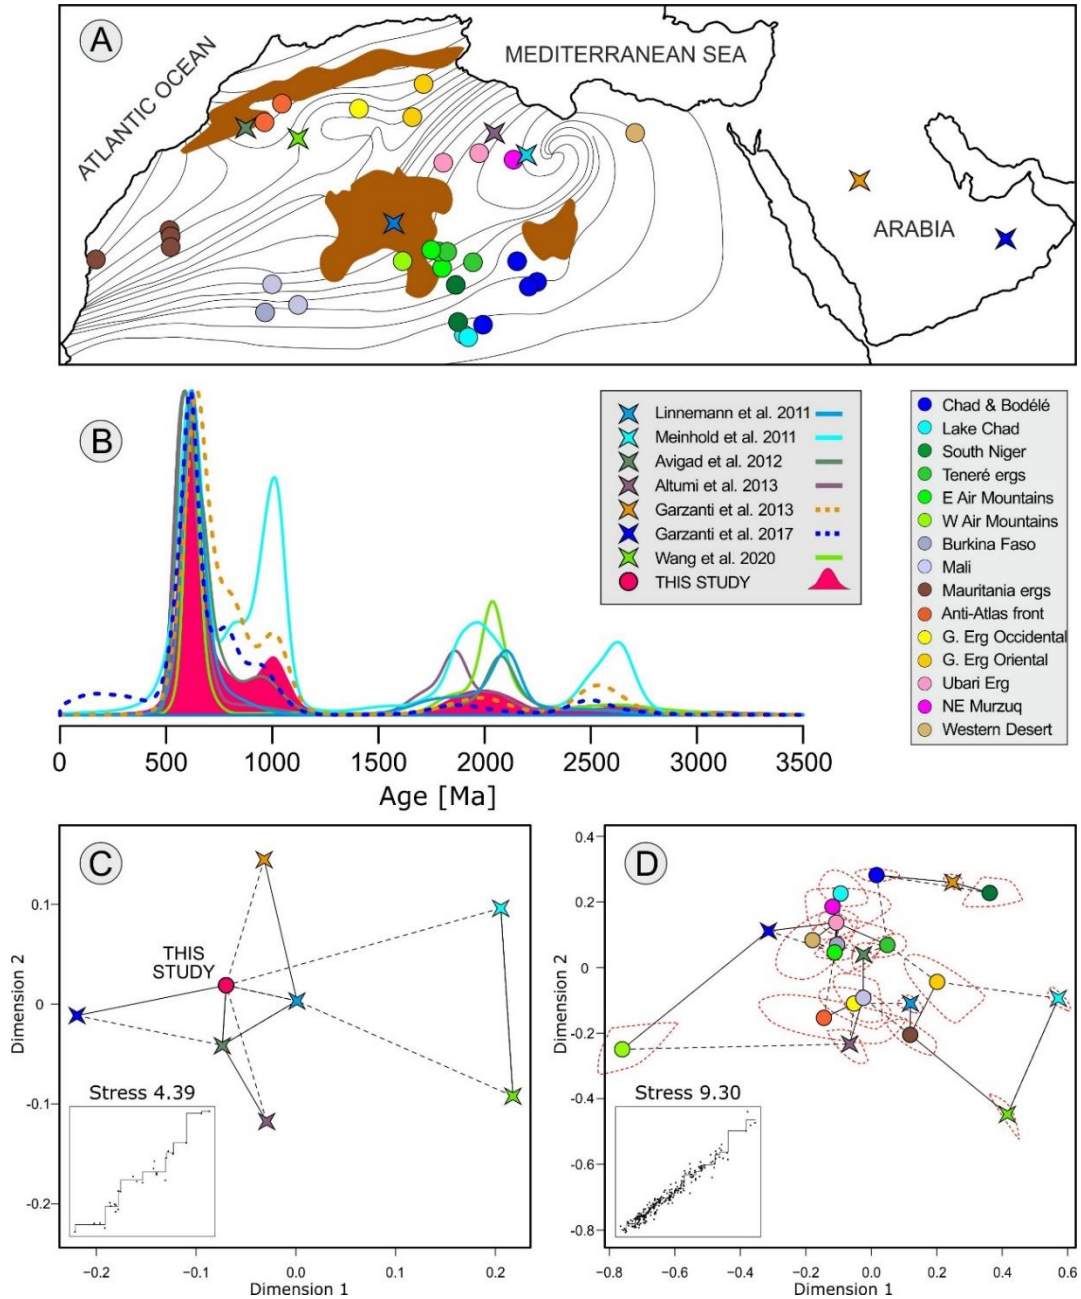 A
ATLANTIC OCEAN
MEDITERRANEAN SEA
ARABIA
B
Linnemann et al. 2011
Meinhold et al. 2011
Avigad et al. 2012
Altumi et al. 2013
Garzanti et al. 2013
Garzanti et al. 2017
Wang et al. 2020
THIS STUDY
Chad & Bodélé
Lake Chad
South Niger
Teneré ergs
E Air Mountains
W Air Mountains
Burkina Faso
Mali
Mauritania ergs
Anti-Atlas front
G. Erg Occidental
G. Erg Oriental
Ubari Erg
NE Murzuq
Western Desert
0 500 1000 1500 2000 2500 3000 3500
Age [Ma]
C
0.1
0
−0.1
−0.2
Dimension 2
THIS
STUDY
Stress 4.39
−0.2 −0.1 0.0 0.1 0.2
Dimension 1
D
0.4
0.2
0
−0.2
−0.4
−0.6
−0.8
Dimension 2
Stress 9.30
−0.8 −0.6 −0.4 −0.2 0 0.2 0.4 0.6
Dimension 1